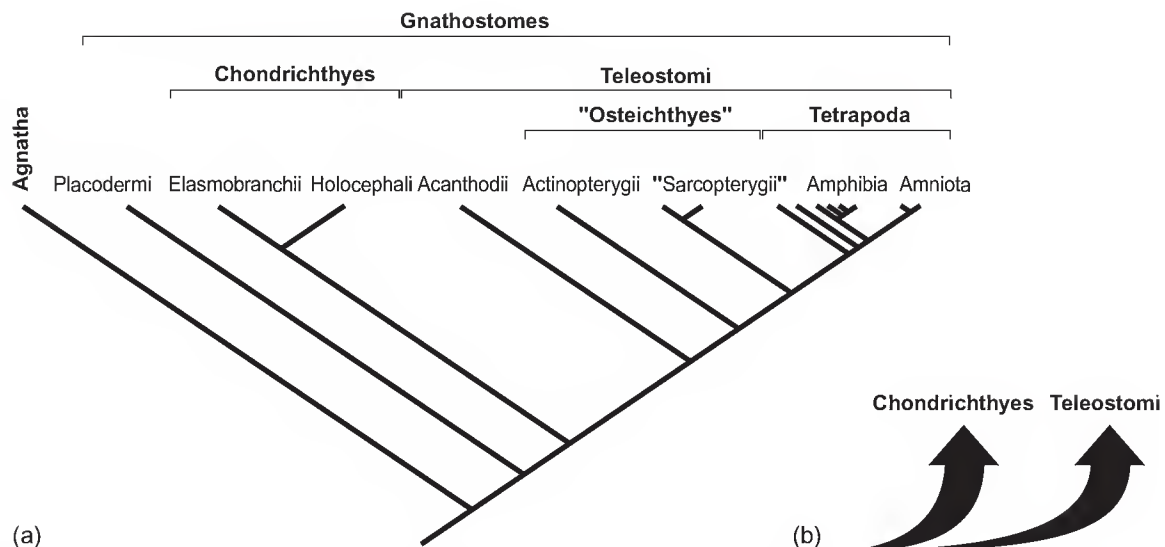 Gnathostomes
Chondrichthyes Teleostomi
"Osteichthyes" Tetrapoda
Agnatha
Placodermi Elasmobranchii Holocephali Acanthodii Actinopterygii "Sarcopterygii" Amphibia Amniota
Chondrichthyes Teleostomi
(a) (b)